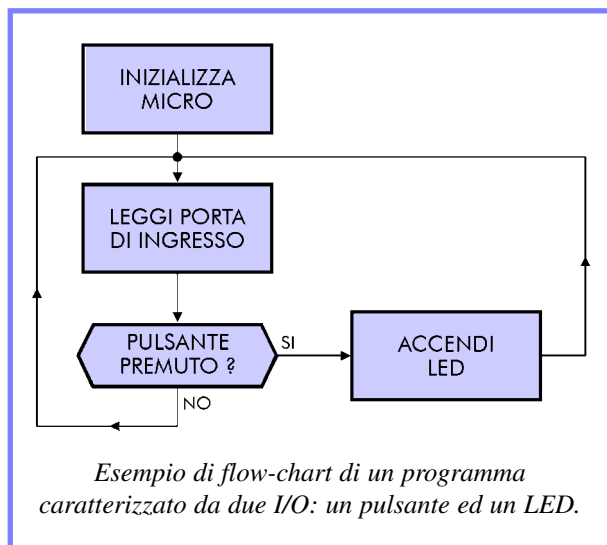 INIZIALIZZA
MICRO
LEGGI PORTA
DI INGRESSO
PULSANTE
PREMUTO ?
SI
ACCENDI
LED
NO
Esempio di flow-chart di un programma
caratterizzato da due I/O: un pulsante ed un LED.